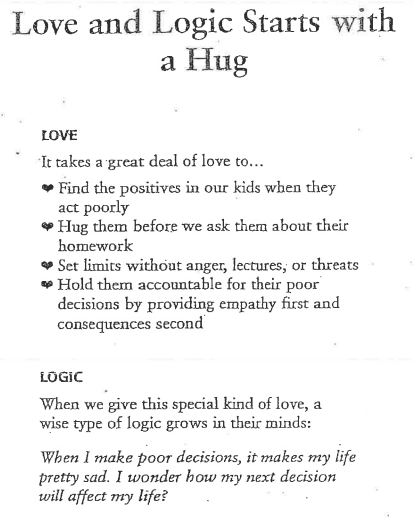 Love and Logic Starts with
a Hug
LOVE
It takes a great deal of love to...
❤ Find the positives in our kids when they
act poorly
❤ Hug them before we ask them about their
homework
❤ Set limits without anger, lectures, or threats
❤ Hold them accountable for their poor
decisions by providing empathy first and
consequences second
LOGIC
When we give this special kind of love, a
wise type of logic grows in their minds:
When I make poor decisions, it makes my life
pretty sad. I wonder how my next decision
will affect my life?